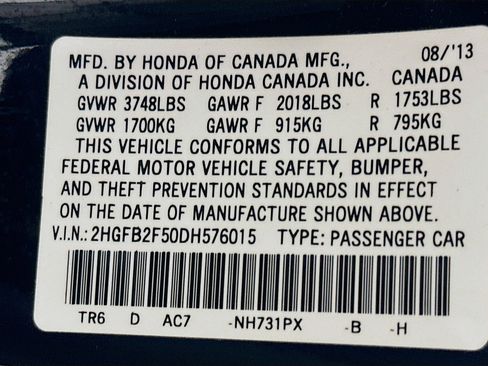 MFD. BY HONDA OF CANADA MFG., 08/'13
A DIVISION OF HONDA CANADA INC. CANADA
GVWR 3748LBS GAWR F 2018LBS R 1753LBS
GVWR 1700KG GAWR F 915KG R 795KG
THIS VEHICLE CONFORMS TO ALL APPLICABLE
FEDERAL MOTOR VEHICLE SAFETY, BUMPER,
AND THEFT PREVENTION STANDARDS IN EFFECT
ON THE DATE OF MANUFACTURE SHOWN ABOVE.
V.I.N.: 2HGFB2F50DH576015 TYPE: PASSENGER CAR
TR6 D AC7 -NH731PX -B -H